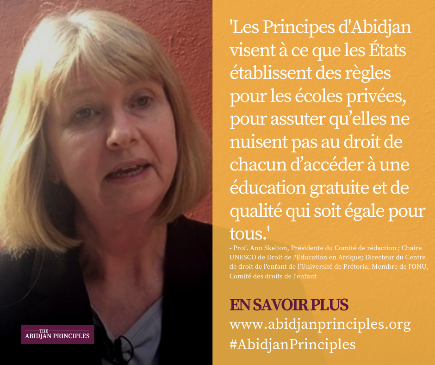 'Les Principes d'Abidjan
visent à ce que les États
établissent des règles
pour les écoles privées,
pour assuter qu'elles ne
nuisent pas au droit de
chacun d'accéder à une
éducation gratuite et de
qualité qui soit égale pour
tous.'
- Prof. Ann Skelton, Présidente du Comité de rédaction ; Chaire
UNESCO de Droit de l'Education en Afrique; Directeur du Centre
de droit de l'enfant de l'Université de Prétoria; Membre de l'ONU,
Comité des droits de l'enfant
EN SAVOIR PLUS
www.abidjanprinciples.org
#AbidjanPrinciples
THE
ABIDJAN PRINCIPLES